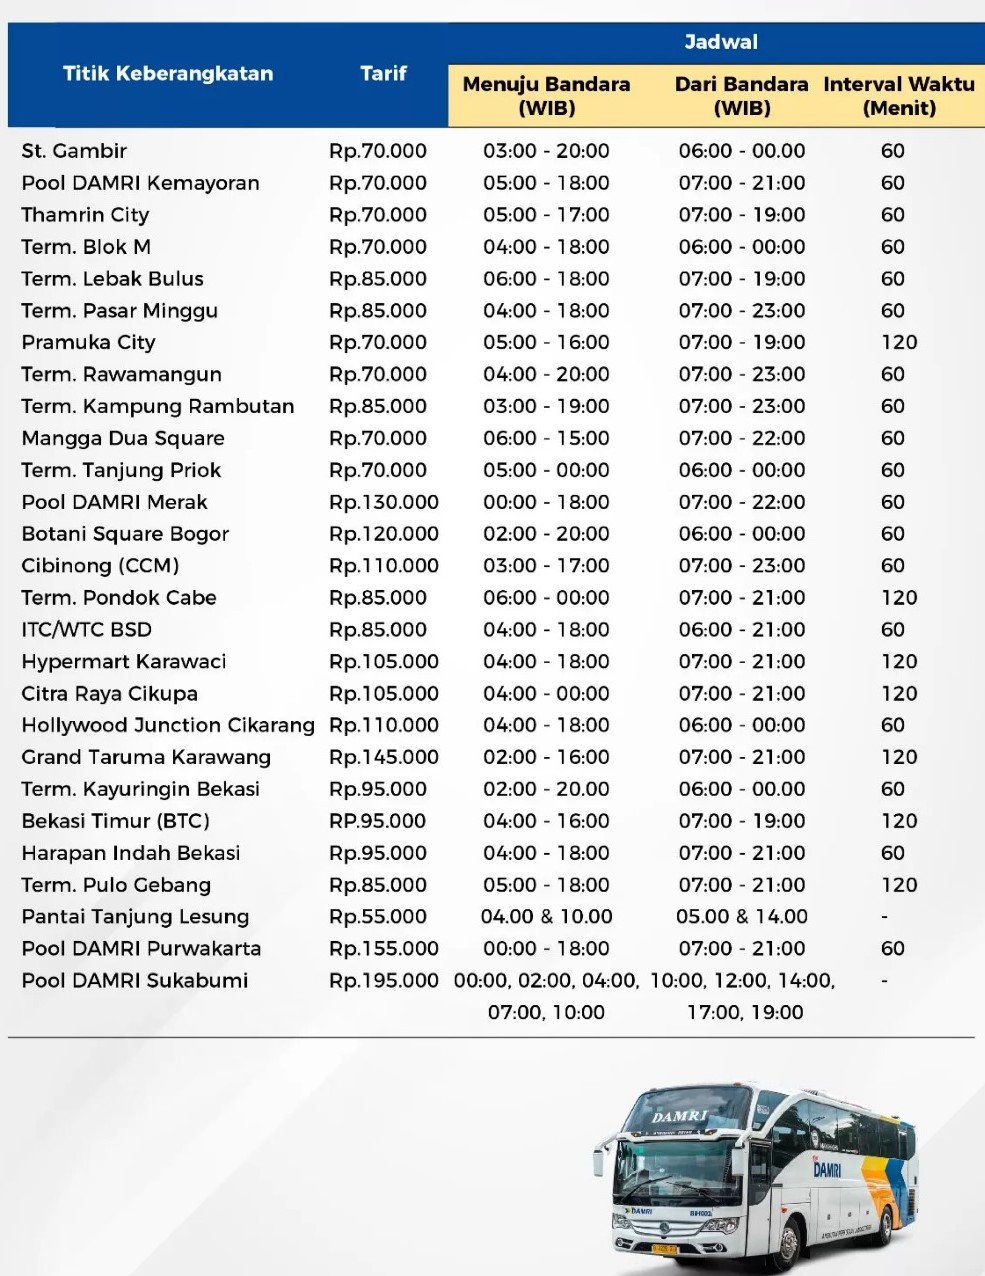 Jadwal
Titik Keberangkatan Tarif
Menuju Bandara Dari Bandara Interval Waktu
(WIB) (WIB) (Menit)
St. Gambir Rp.70.000 03:00 - 20:00 06:00 - 00.00 60
Pool DAMRI Kemayoran Rp.70.000 05:00 - 18:00 07:00 - 21:00 60
Thamrin City Rp.70.000 05:00 - 17:00 07:00 - 19:00 60
Term. Blok M Rp.70.000 04:00 - 18:00 06:00 - 00:00 60
Term. Lebak Bulus Rp.85.000 06:00 - 18:00 07:00 - 19:00 60
Term. Pasar Minggu Rp.85.000 04:00 - 18:00 07:00 - 23:00 60
Pramuka City Rp.70.000 05:00 - 16:00 07:00 - 19:00 120
Term. Rawamangun Rp.70.000 04:00 - 20:00 07:00 - 23:00 60
Term. Kampung Rambutan Rp.85.000 03:00 - 19:00 07:00 - 23:00 60
Mangga Dua Square Rp.70.000 06:00 - 15:00 07:00 - 22:00 60
Term. Tanjung Priok Rp.70.000 05:00 - 00:00 06:00 - 00:00 60
Pool DAMRI Merak Rp.130.000 00:00 - 18:00 07:00 - 22:00 60
Botani Square Bogor Rp.120.000 02:00 - 20:00 06:00 - 00:00 60
Cibinong (CCM) Rp.110.000 03:00 - 17:00 07:00 - 23:00 60
Term. Pondok Cabe Rp.85.000 06:00 - 00:00 07:00 - 21:00 120
ITC/WTC BSD Rp.85.000 04:00 - 18:00 06:00 - 21:00 60
Hypermart Karawaci Rp.105.000 04:00 - 18:00 07:00 - 21:00 120
Citra Raya Cikupa Rp.105.000 04:00 - 00:00 07:00 - 21:00 120
Hollywood Junction Cikarang Rp.110.000 04:00 - 18:00 06:00 - 00:00 60
Grand Taruma Karawang Rp.145.000 02:00 - 16:00 07:00 - 21:00 120
Term. Kayuringin Bekasi Rp.95.000 02:00 - 20.00 06:00 - 00.00 60
Bekasi Timur (BTC) RP.95.000 04:00 - 16:00 07:00 - 19:00 120
Harapan Indah Bekasi Rp.95.000 04:00 - 18:00 07:00 - 21:00 60
Term. Pulo Gebang Rp.85.000 05:00 - 18:00 07:00 - 21:00 120
Pantai Tanjung Lesung Rp.55.000 04.00 & 10.00 05.00 & 14.00 -
Pool DAMRI Purwakarta Rp.155.000 00:00 - 18:00 07:00 - 21:00 60
Pool DAMRI Sukabumi Rp.195.000 00:00, 02:00, 04:00, 10:00, 12:00, 14:00, -
07:00, 10:00 17:00, 19:00
DAMRI
DAMRI
DAMRI